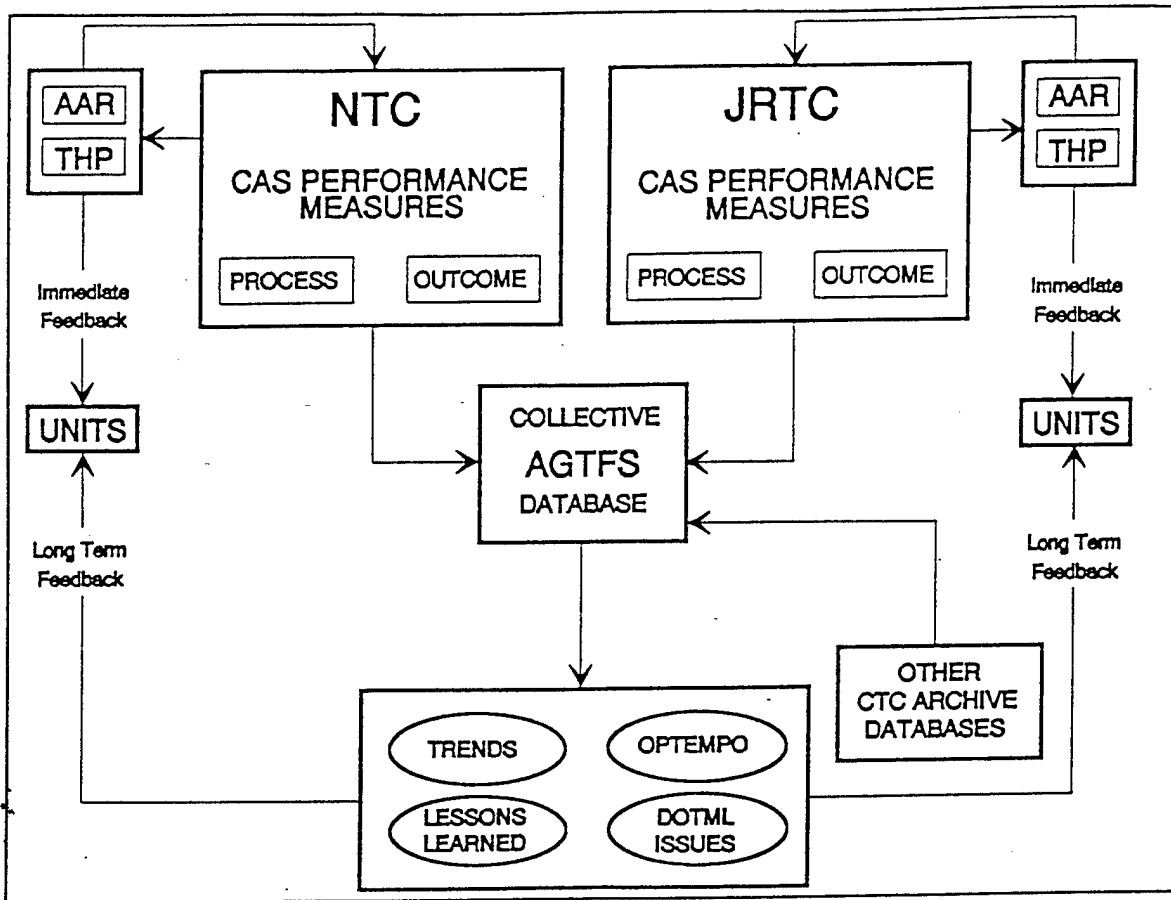 AAR
THP
NTC
CAS PERFORMANCE
MEASURES
PROCESS
OUTCOME
JRTC
CAS PERFORMANCE
MEASURES
PROCESS
OUTCOME
AAR
THP
Immediate
Feedback
Immediate
Feedback
UNITS
COLLECTIVE
AGTFS
DATABASE
UNITS
Long Term
Feedback
Long Term
Feedback
OTHER
CTC ARCHIVE
DATABASES
TRENDS
OPTEMPO
LESSONS
LEARNED
DOTML
ISSUES